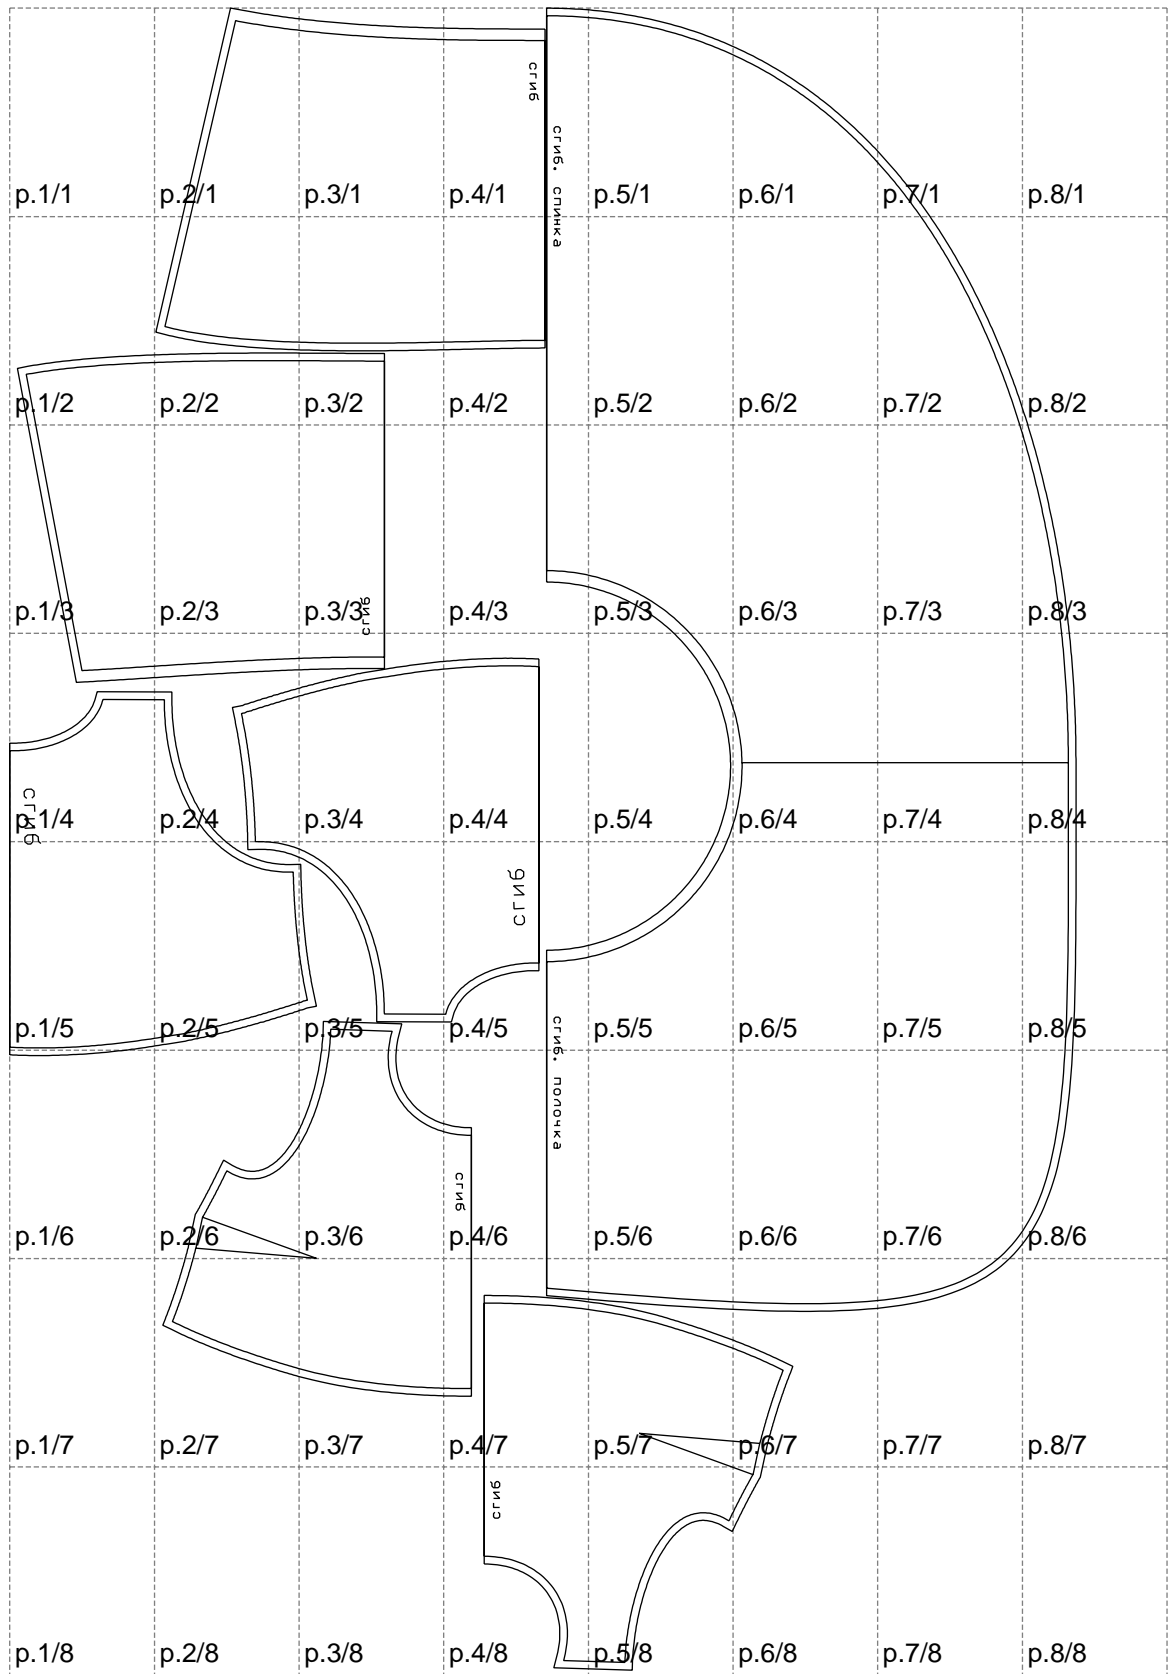 сгиб
сгиб. спинка
p.1/1 p.2/1 p.3/1 p.4/1 p.5/1 p.6/1 p.7/1 p.8/1
p.1/2 p.2/2 p.3/2 p.4/2 p.5/2 p.6/2 p.7/2 p.8/2
сгиб
p.1/3 p.2/3 p.3/3 p.4/3 p.5/3 p.6/3 p.7/3 p.8/3
сгиб
p.1/4 p.2/4 p.3/4 p.4/4 p.5/4 p.6/4 p.7/4 p.8/4
сгиб
p.1/5 p.2/5 p.3/5 p.4/5 p.5/5 p.6/5 p.7/5 p.8/5
сгиб. полочка
сгиб
p.1/6 p.2/6 p.3/6 p.4/6 p.5/6 p.6/6 p.7/6 p.8/6
p.1/7 p.2/7 p.3/7 p.4/7 p.5/7 p.6/7 p.7/7 p.8/7
сгиб
p.1/8 p.2/8 p.3/8 p.4/8 p.5/8 p.6/8 p.7/8 p.8/8